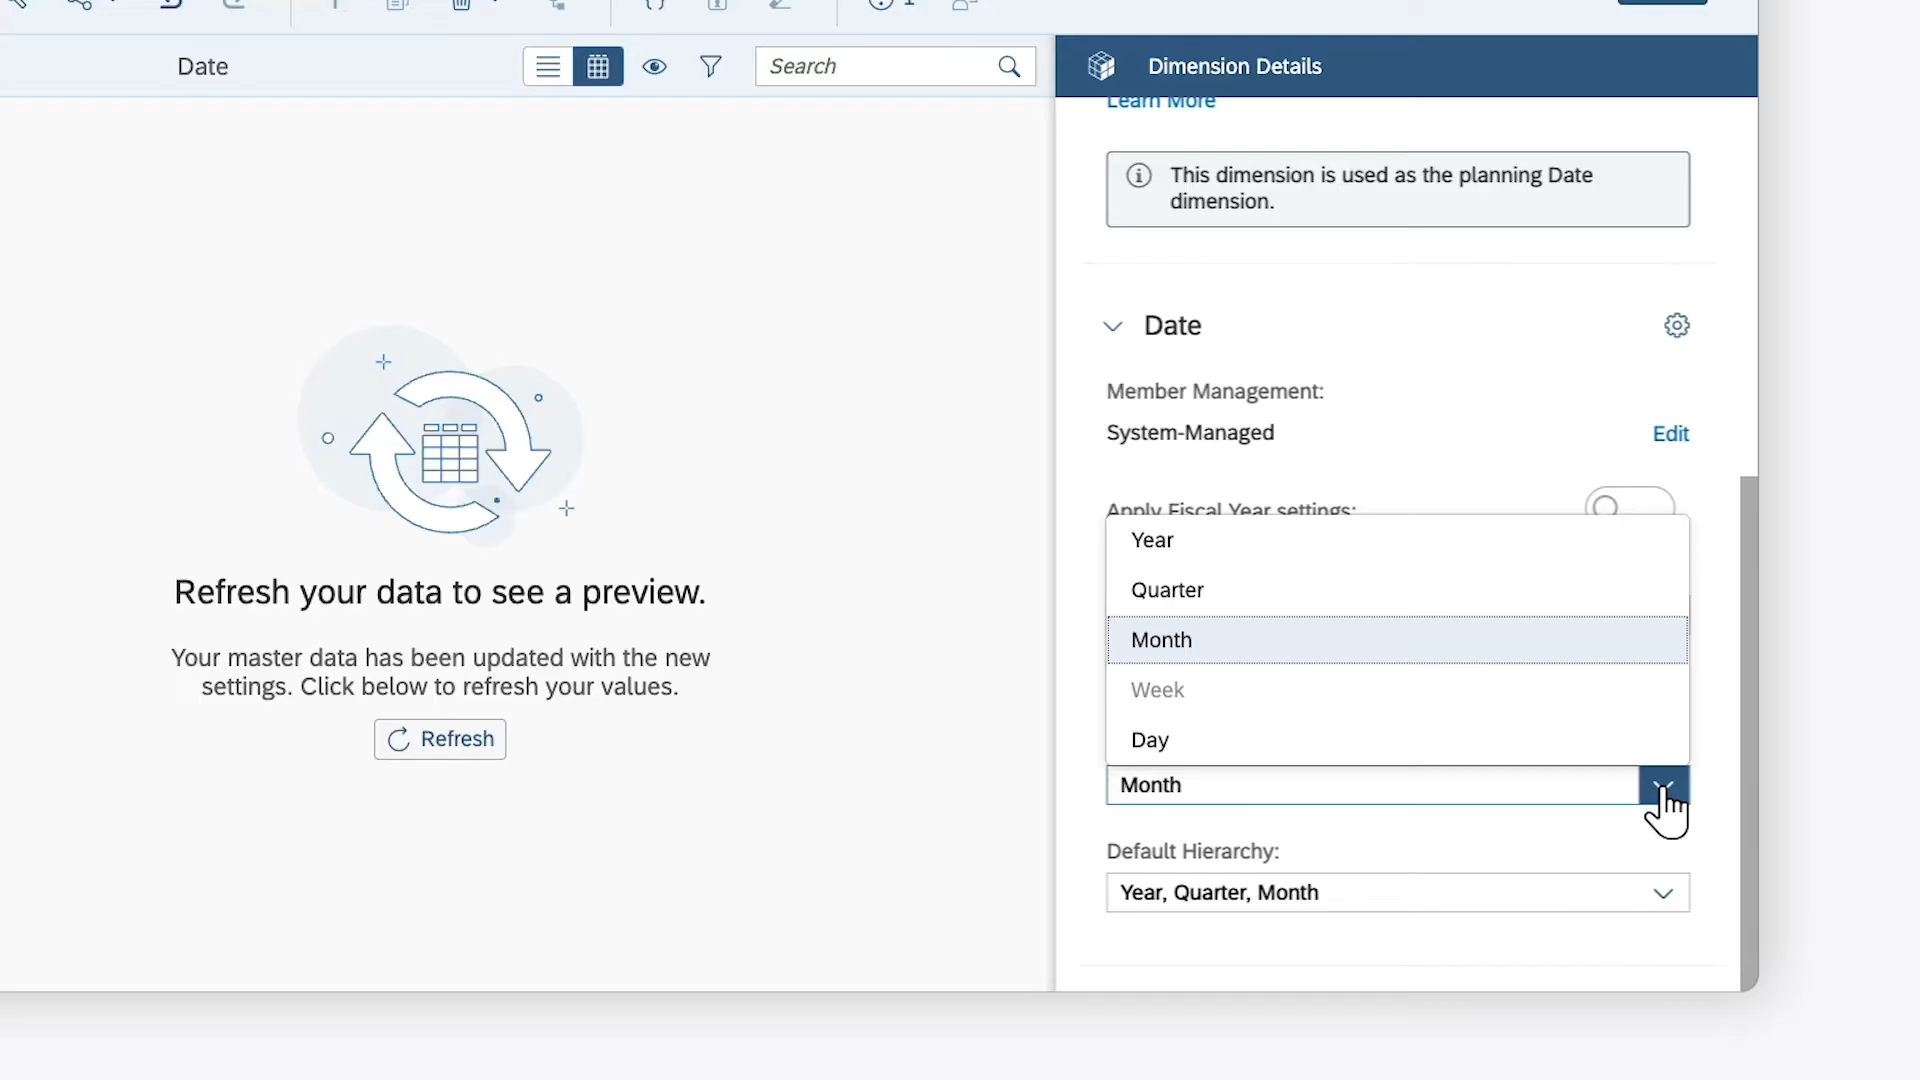 Date
Search
Dimension Details
Learn More
This dimension is used as the planning Date
dimension.
Date
Member Management:
System-Managed
Edit
Apply Fiscal Year settings:
Year
Quarter
Month
Week
Day
Month
Default Hierarchy:
Year, Quarter, Month
Refresh your data to see a preview.
Your master data has been updated with the new
settings. Click below to refresh your values.
Refresh